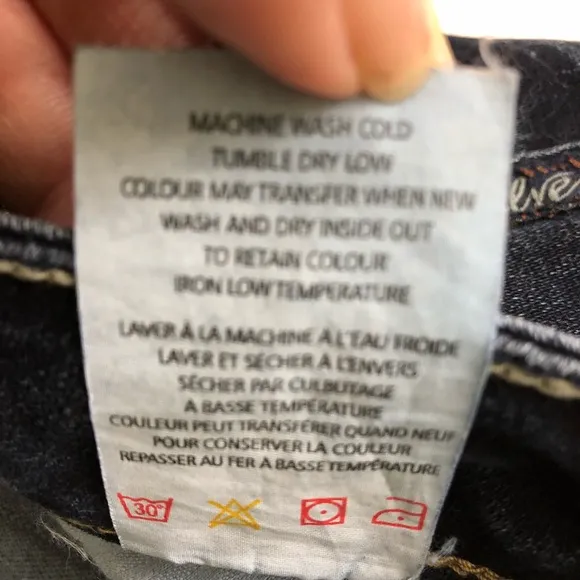 MACHINE WASH COLD
TUMBLE DRY LOW
COLOUR MAY TRANSFER WHEN NEW
WASH AND DRY INSIDE OUT
TO RETAIN COLOUR
IRON LOW TEMPERATURE
LAVER À LA MACHINE A L'EAU FROIDE
LAVER ET SÉCHER À L'ENVERS
SÉCHER PAR CULBUTAGE
A BASSE TEMPÉRATURE
COULEUR PEUT TRANSFÉRER QUAND NEUF
POUR CONSERVER LA COULEUR
REPASSER AU FER À BASSE TEMPÉRATURE
30°